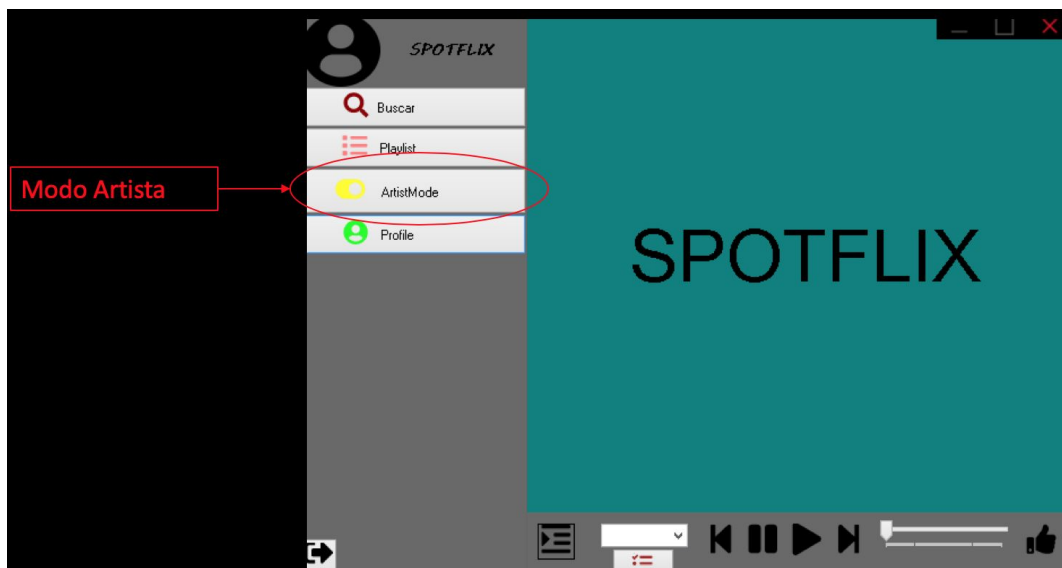 SPOTFLIX
Buscar
Playlist
Modo Artista
ArtistMode
Profile
SPOTFLIX